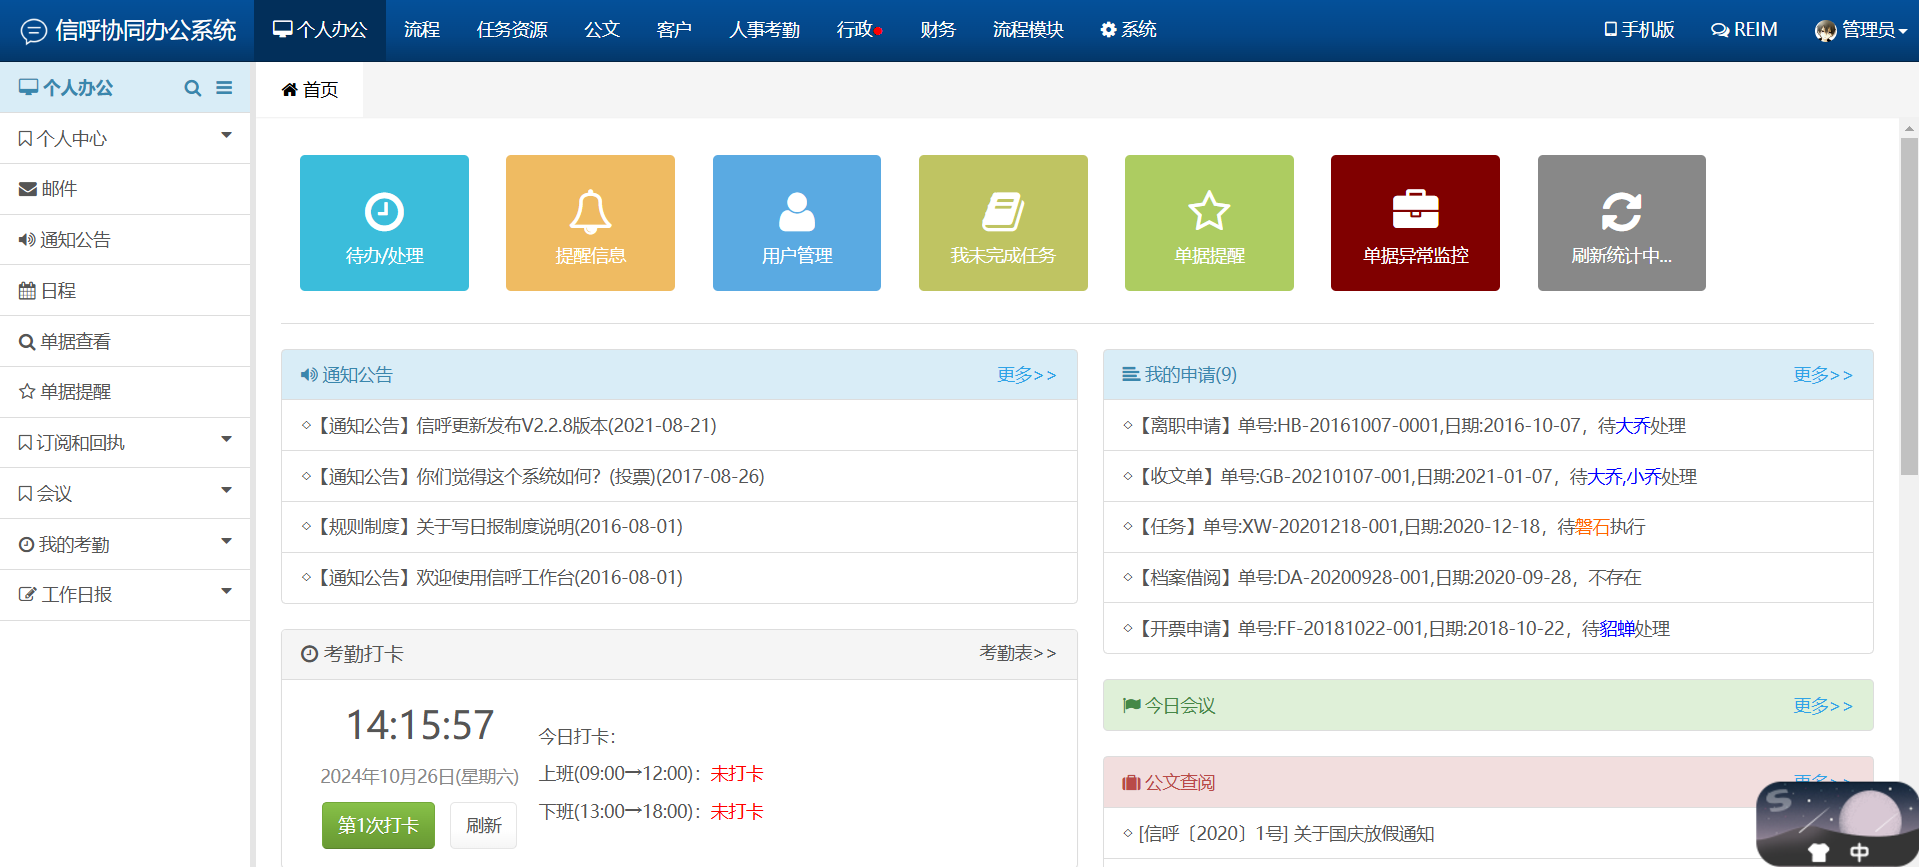 信呼协同办公系统
个人办公
流程
任务资源
公文
客户
人事考勤
行政
财务
流程模块
系统
手机版
REIM
管理员
个人办公
个人中心
邮件
通知公告
日程
单据查看
单据提醒
订阅和回执
会议
我的考勤
工作日报
首页
待办/处理
提醒信息
用户管理
我未完成任务
单据提醒
单据异常监控
刷新统计中...
通知公告
更多>>
◇【通知公告】信呼更新发布V2.2.8版本(2021-08-21)
◇【通知公告】你们觉得这个系统如何？(投票)(2017-08-26)
◇【规则制度】关于写日报制度说明(2016-08-01)
◇【通知公告】欢迎使用信呼工作台(2016-08-01)
考勤打卡
考勤表>>
14:15:57
2024年10月26日(星期六)
第1次打卡
刷新
今日打卡：
上班(09:00→12:00)：未打卡
下班(13:00→18:00)：未打卡
我的申请(9)
更多>>
◇【离职申请】单号:HB-20161007-0001,日期:2016-10-07，待大乔处理
◇【收文单】单号:GB-20210107-001,日期:2021-01-07，待大乔,小乔处理
◇【任务】单号:XW-20201218-001,日期:2020-12-18，待磐石执行
◇【档案借阅】单号:DA-20200928-001,日期:2020-09-28，不存在
◇【开票申请】单号:FF-20181022-001,日期:2018-10-22，待貂蝉处理
今日会议
更多>>
公文查阅
更多>>
◇ [信呼〔2020〕1号] 关于国庆放假通知
中